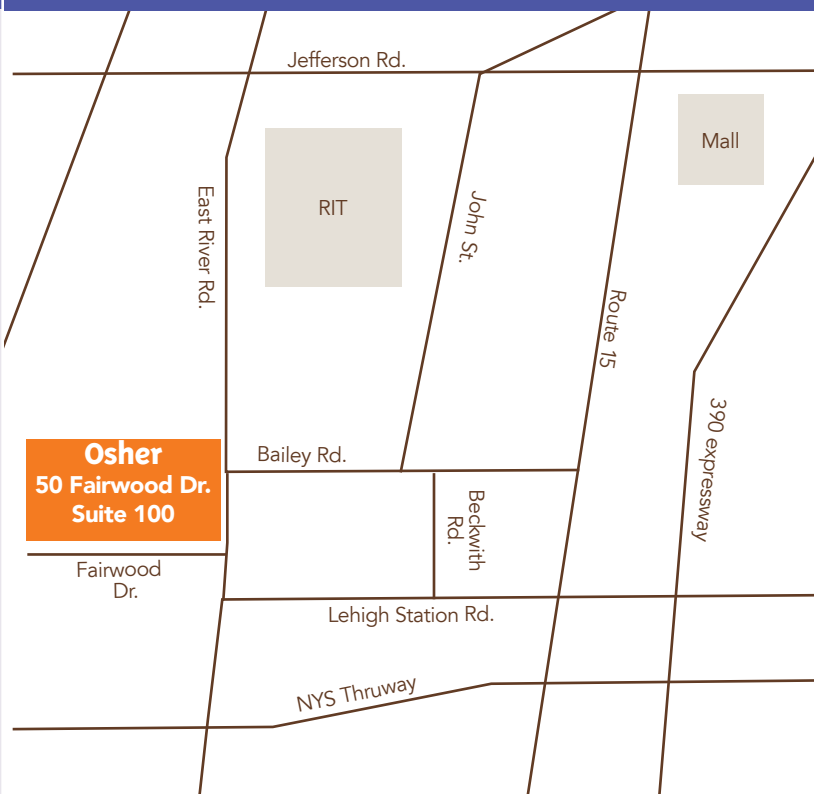 Jefferson Rd.
Mall
RIT
East River Rd.
John St.
Route 15
390 expressway
Osher
50 Fairwood Dr.
Suite 100
Bailey Rd.
Beckwith
Rd.
Fairwood
Dr.
Lehigh Station Rd.
NYS Thruway